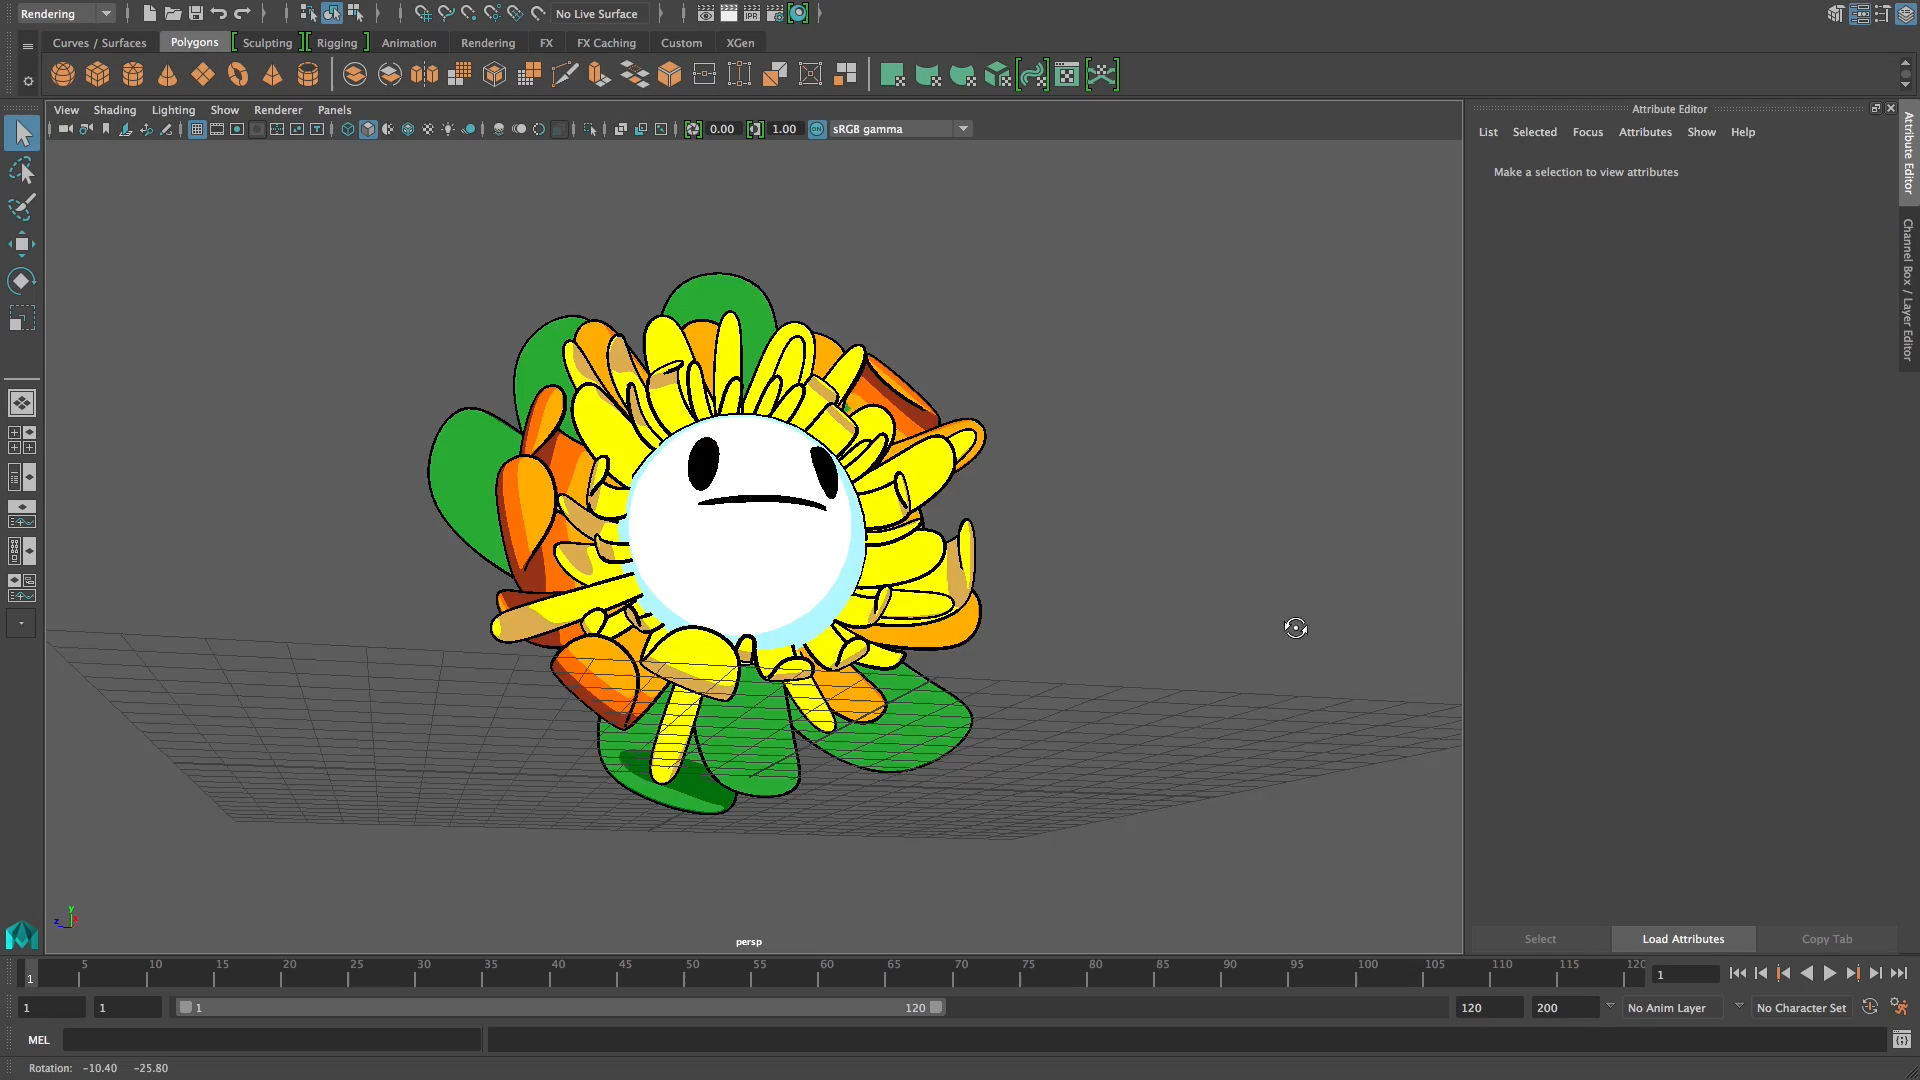 Rendering
No Live Surface
IPR
Curves / Surfaces
Polygons
Sculpting
Rigging
Animation
Rendering
FX
FX Caching
Custom
XGen
View
Shading
Lighting
Show
Renderer
Panels
0.00
1.00
ON
sRGB gamma
Attribute Editor
List
Selected
Focus
Attributes
Show
Help
Make a selection to view attributes
Attribute Editor
Channel Box / Layer Editor
y
z
x
persp
Select
Load Attributes
Copy Tab
1
5
10
15
20
25
30
35
40
45
50
55
60
65
70
75
80
85
90
95
100
105
110
115
120
1
1
1
1
120
120
200
No Anim Layer
No Character Set
MEL
Rotation: -10.40 -25.80